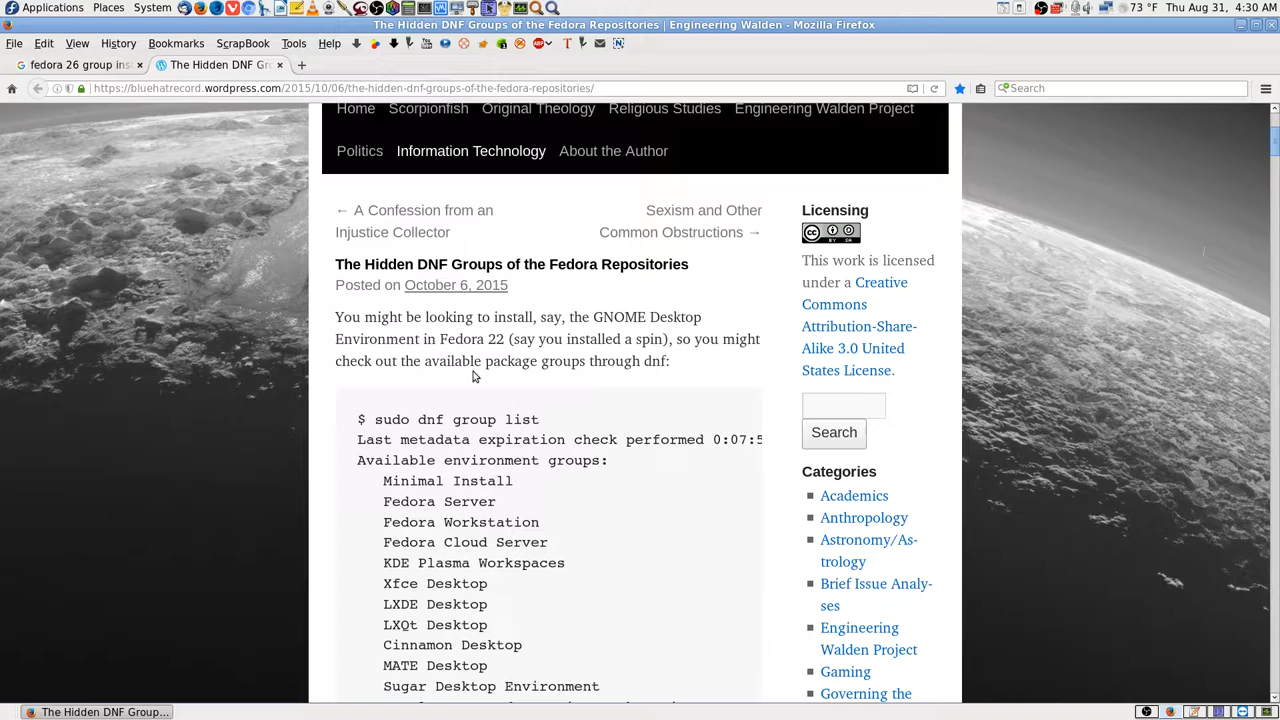 Applications Places System 73 °F Thu Aug 31, 4:30 AM
The Hidden DNF Groups of the Fedora Repositories | Engineering Walden - Mozilla Firefox
File Edit View History Bookmarks ScrapBook Tools Help
fedora 26 group ins
The Hidden DNF Gr
https://bluehatrecord.wordpress.com/2015/10/06/the-hidden-dnf-groups-of-the-fedora-repositories/
Search
Home Scorpionfish Original Theology Religious Studies Engineering Walden Project
Politics Information Technology About the Author
← A Confession from an
Injustice Collector
Sexism and Other
Common Obstructions →
The Hidden DNF Groups of the Fedora Repositories
Posted on October 6, 2015
You might be looking to install, say, the GNOME Desktop
Environment in Fedora 22 (say you installed a spin), so you might
check out the available package groups through dnf:
$ sudo dnf group list
Last metadata expiration check performed 0:07:5
Available environment groups:
Minimal Install
Fedora Server
Fedora Workstation
Fedora Cloud Server
KDE Plasma Workspaces
Xfce Desktop
LXDE Desktop
LXQt Desktop
Cinnamon Desktop
MATE Desktop
Sugar Desktop Environment
Licensing
CC BY SA
This work is licensed
under a Creative
Commons
Attribution-Share-
Alike 3.0 United
States License.
Search
Categories
Academics
Anthropology
Astronomy/As-
trology
Brief Issue Analy-
ses
Engineering
Walden Project
Gaming
Governing the
The Hidden DNF Group...